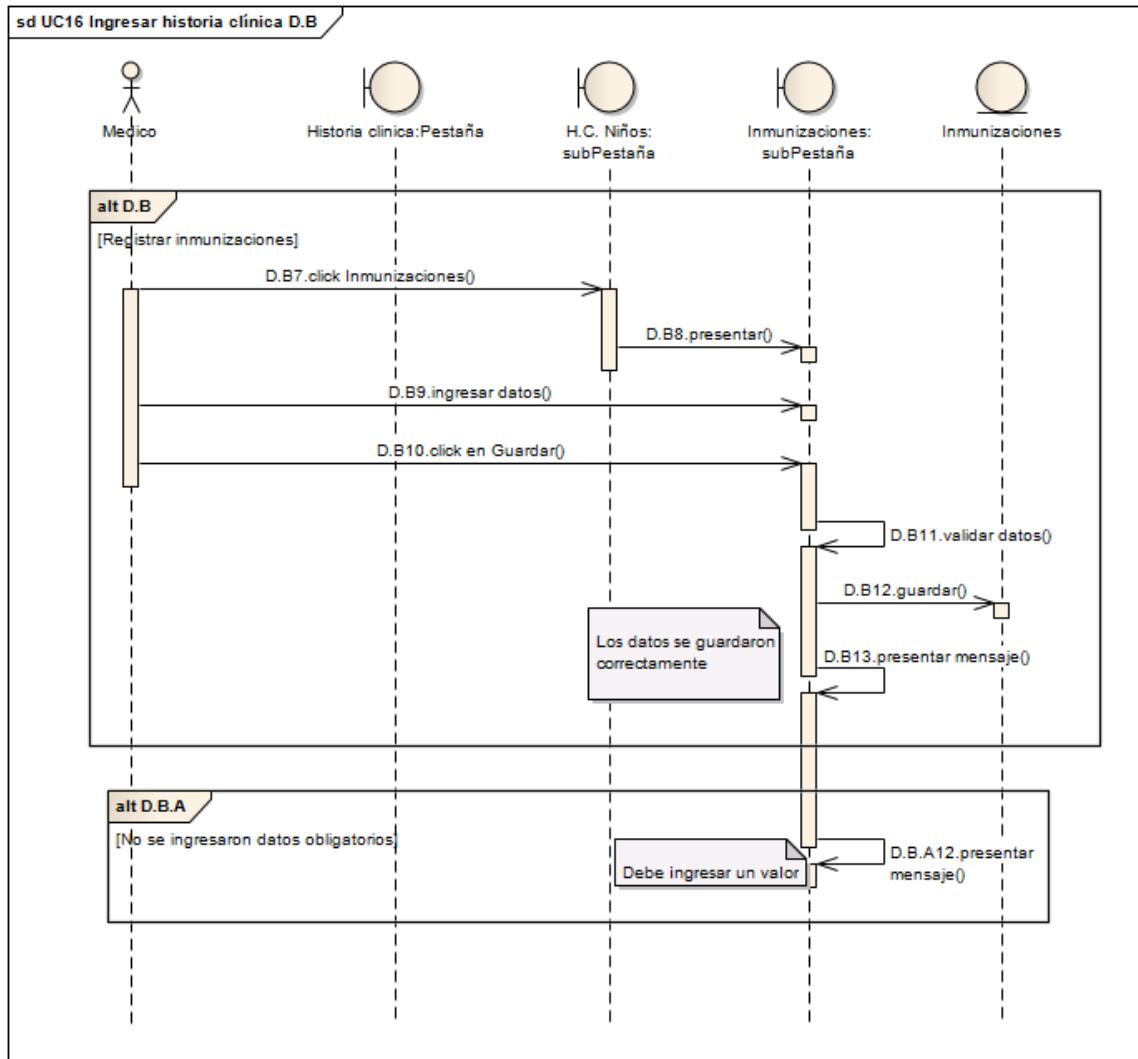 sd UC16 Ingresar historia clínica D.B
Medico
Historia clinica:Pestaña
H.C. Niños:
subPestaña
Inmunizaciones:
subPestaña
Inmunizaciones
alt D.B
[Registrar inmunizaciones]
D.B7.click Inmunizaciones()
D.B8.presentar()
D.B9.ingresar datos()
D.B10.click en Guardar()
D.B11.validar datos()
D.B12.guardar()
Los datos se guardaron
correctamente
D.B13.presentar mensaje()
alt D.B.A
[No se ingresaron datos obligatorios]
Debe ingresar un valor
D.B.A12.presentar
mensaje()